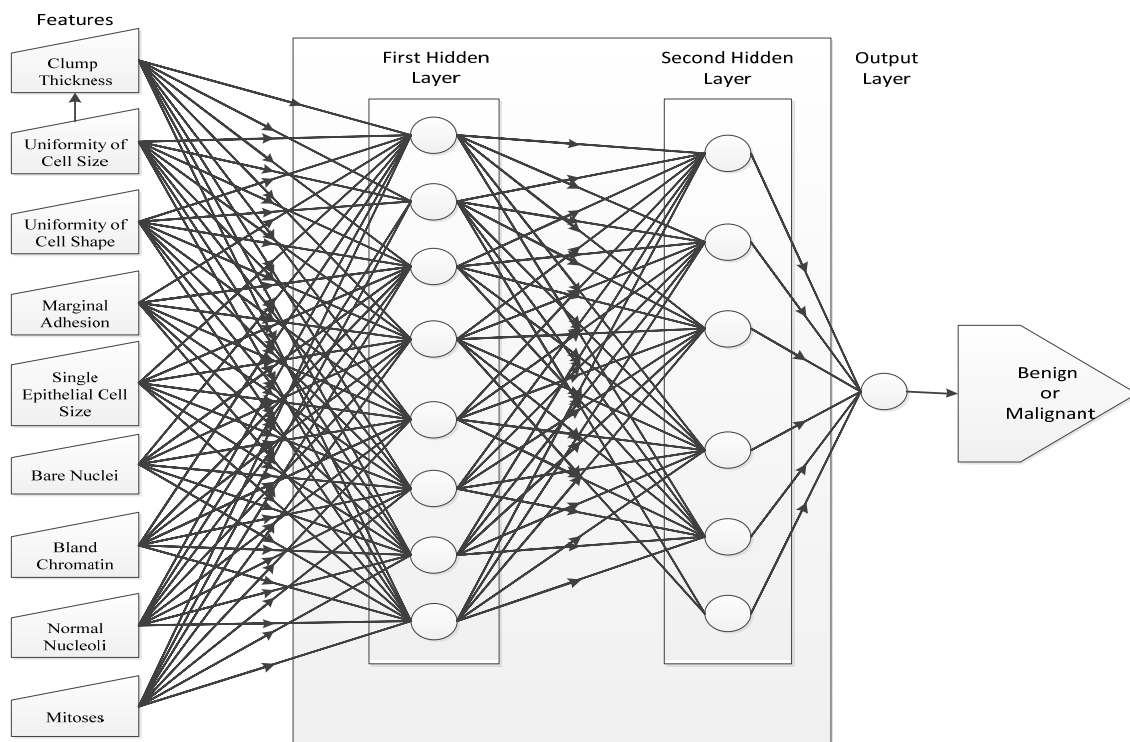 Features
Clump
Thickness
Uniformity of
Cell Size
Uniformity of
Cell Shape
Marginal
Adhesion
Single
Epithelial Cell
Size
Bare Nuclei
Bland
Chromatin
Normal
Nucleoli
Mitoses
First Hidden
Layer
Second Hidden
Layer
Output
Layer
Benign
or
Malignant